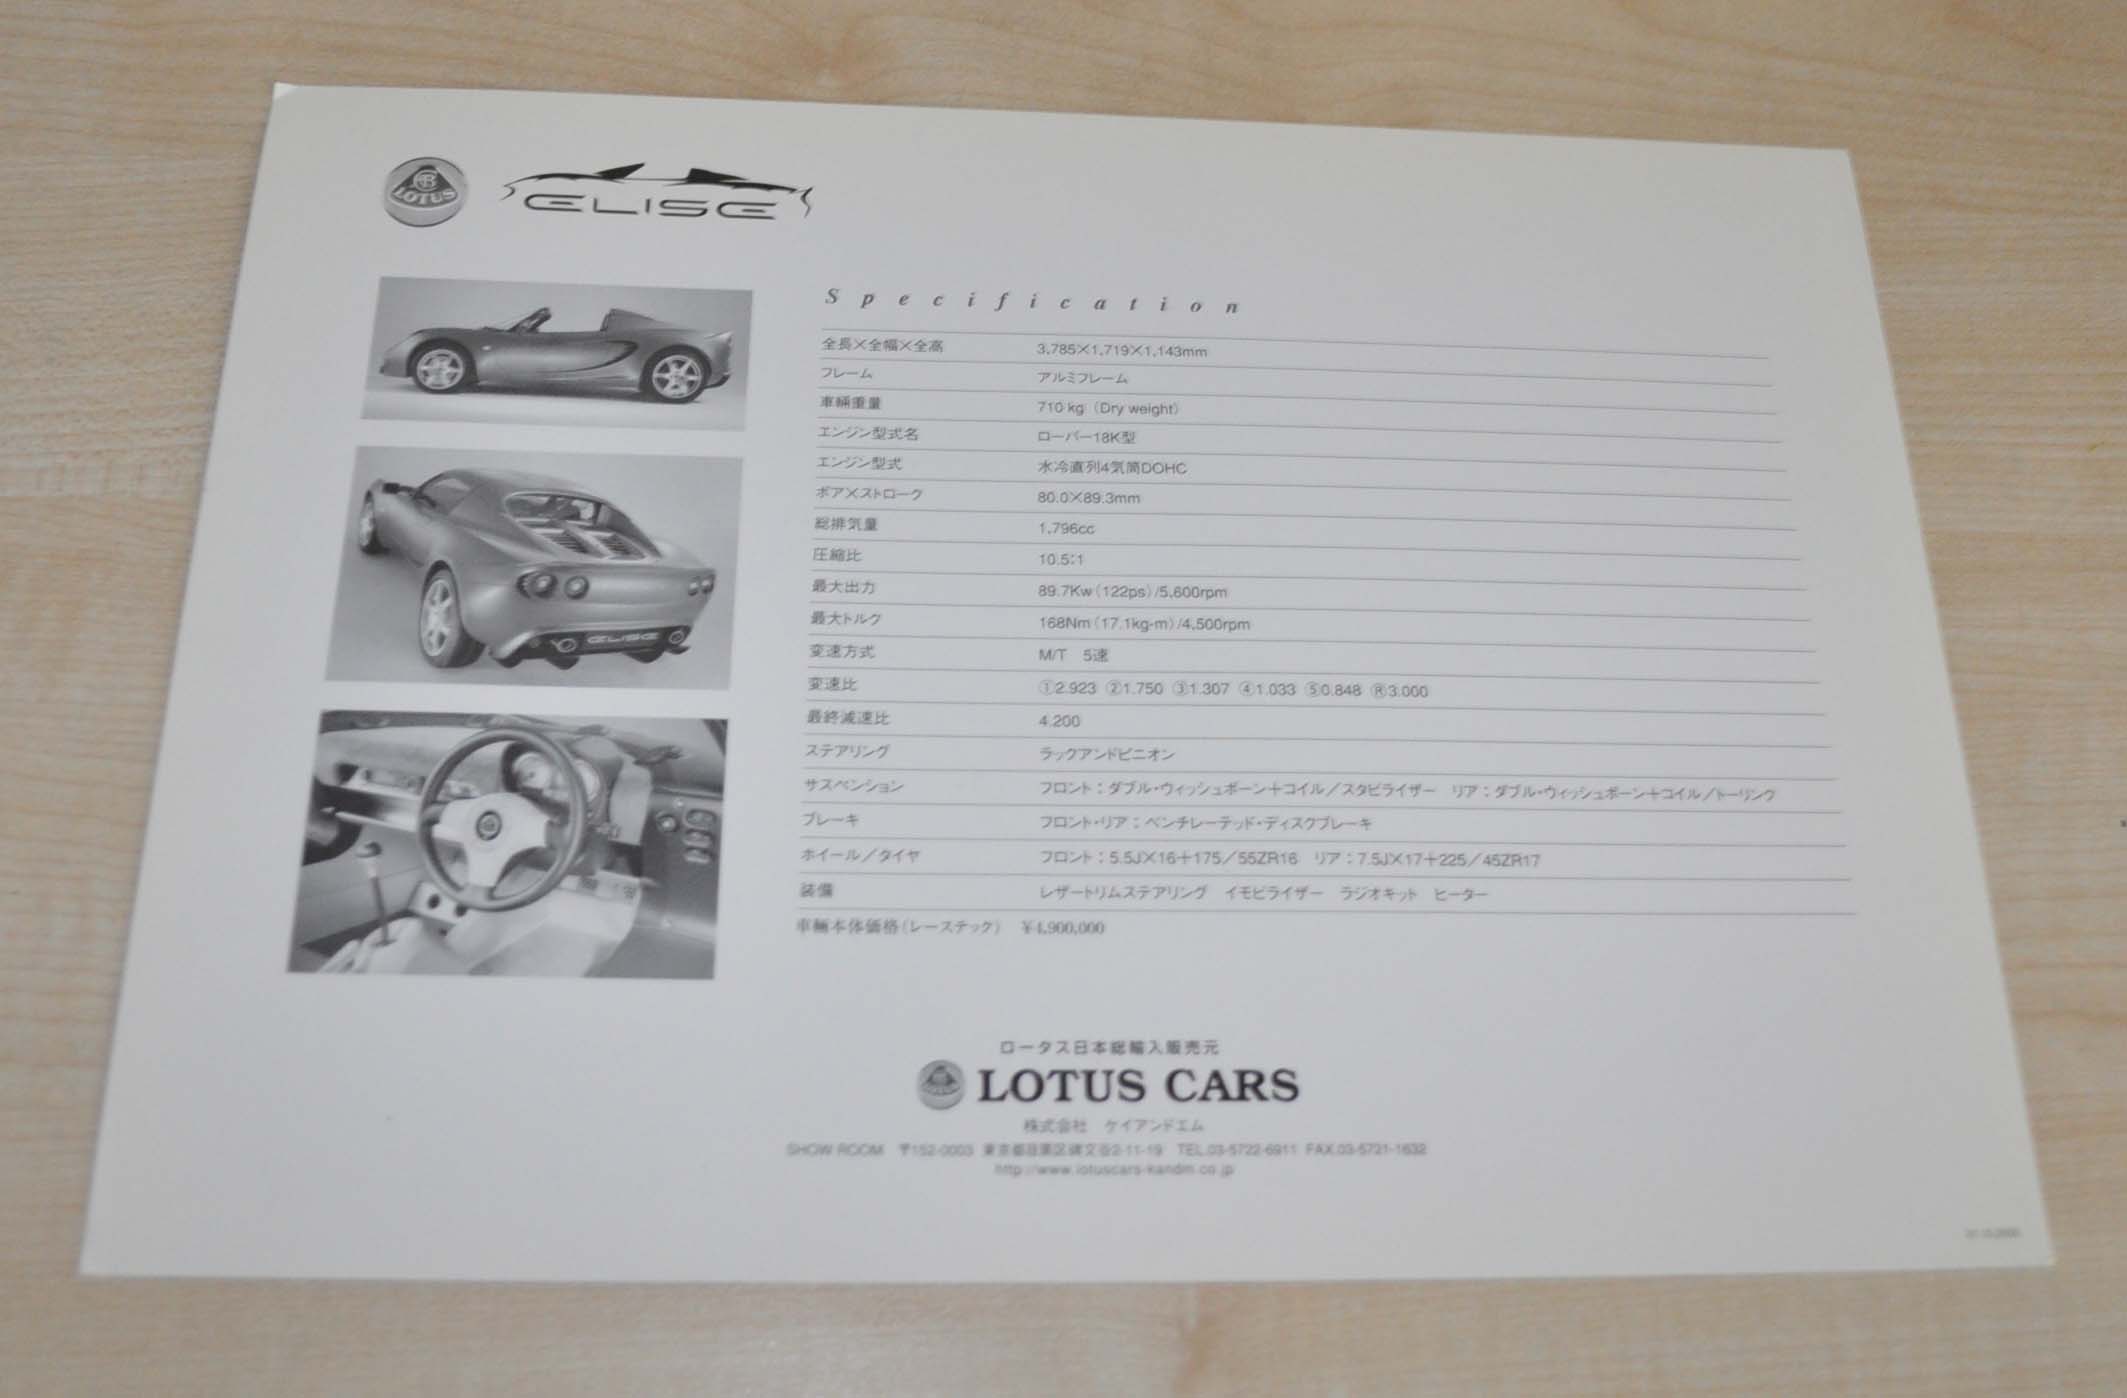 LOTUS
ELISE
Specification
全長×全幅×全高 3,785×1,719×1,143mm
フレーム アルミフレーム
車輛重量 710 kg (Dry weight)
エンジン型式名 ローバー18K型
エンジン型式 水冷直列4気筒DOHC
ボア×ストローク 80.0×89.3mm
総排気量 1,796cc
圧縮比 10.5:1
最大出力 89.7Kw(122ps)/5,600rpm
最大トルク 168Nm(17.1kg-m)/4,500rpm
変速方式 M/T 5速
変速比 ①2.923 ②1.750 ③1.307 ④1.033 ⑤0.848 Ⓡ3.000
最終減速比 4.200
ステアリング ラックアンドピニオン
サスペンション フロント:ダブル・ウィッシュボーン+コイル/スタビライザー リア:ダブル・ウィッシュボーン+コイル/トーリンク
ブレーキ フロント・リア:ベンチレーテッド・ディスクブレーキ
ホイール/タイヤ フロント:5.5J×16+175/55ZR16 リア:7.5J×17+225/45ZR17
装備 レザートリムステアリング イモビライザー ラジオキット ヒーター
車輛本体価格(レーステック) ¥4,900,000
ELISE
ロータス日本総輸入販売元
LOTUS CARS
株式会社 ケイアンドエム
SHOW ROOM 〒152-0003 東京都目黒区碑文谷2-11-19 TEL.03-5722-6911 FAX.03-5721-1632
http://www.lotuscars-kandm.co.jp